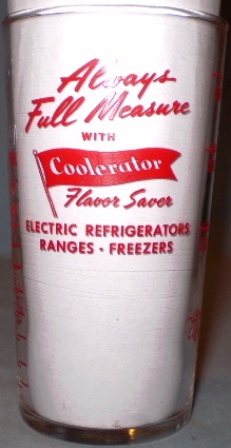 Always
Full Measure
WITH
Coolerator
Flavor Saver
ELECTRIC REFRIGERATORS
RANGES • FREEZERS